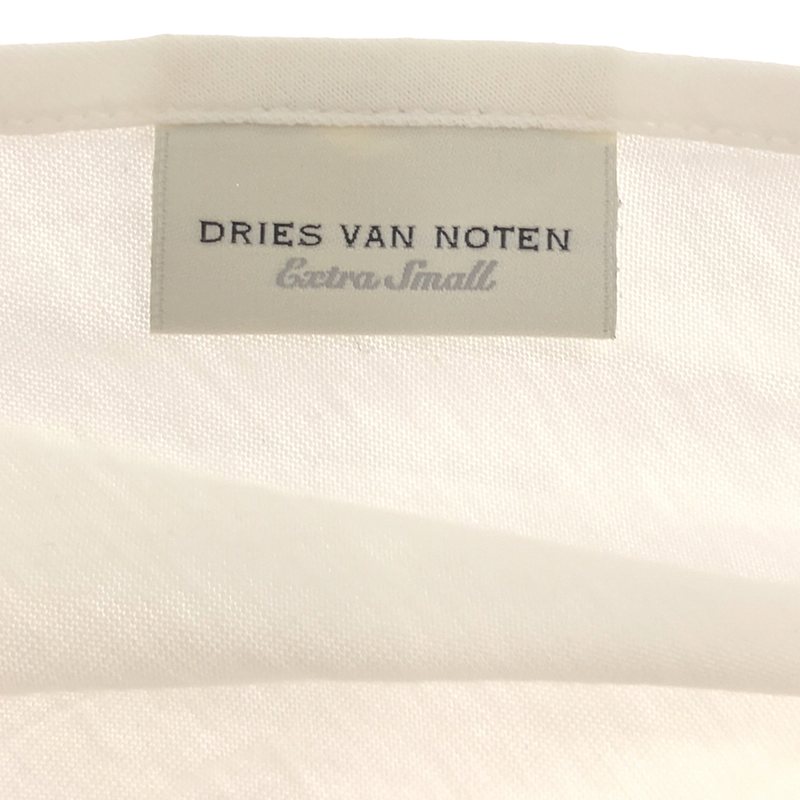 DRIES VAN NOTEN
Extra Small